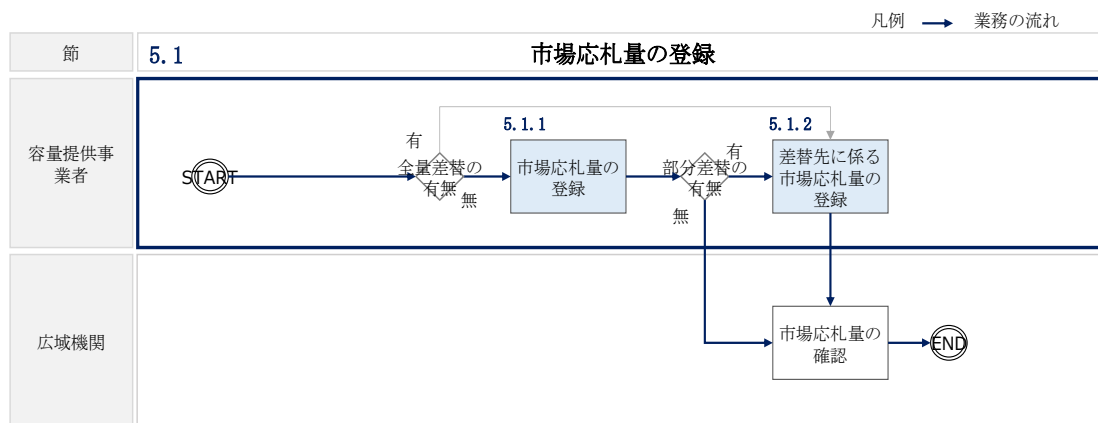 凡例 業務の流れ
節
5.1 市場応札量の登録
容量提供事
業者
START
有
全量差替の
有無
無
5.1.1
市場応札量の
登録
部分差替の
有無
有
無
5.1.2
差替先に係る
市場応札量の
登録
広域機関
市場応札量の
確認
END